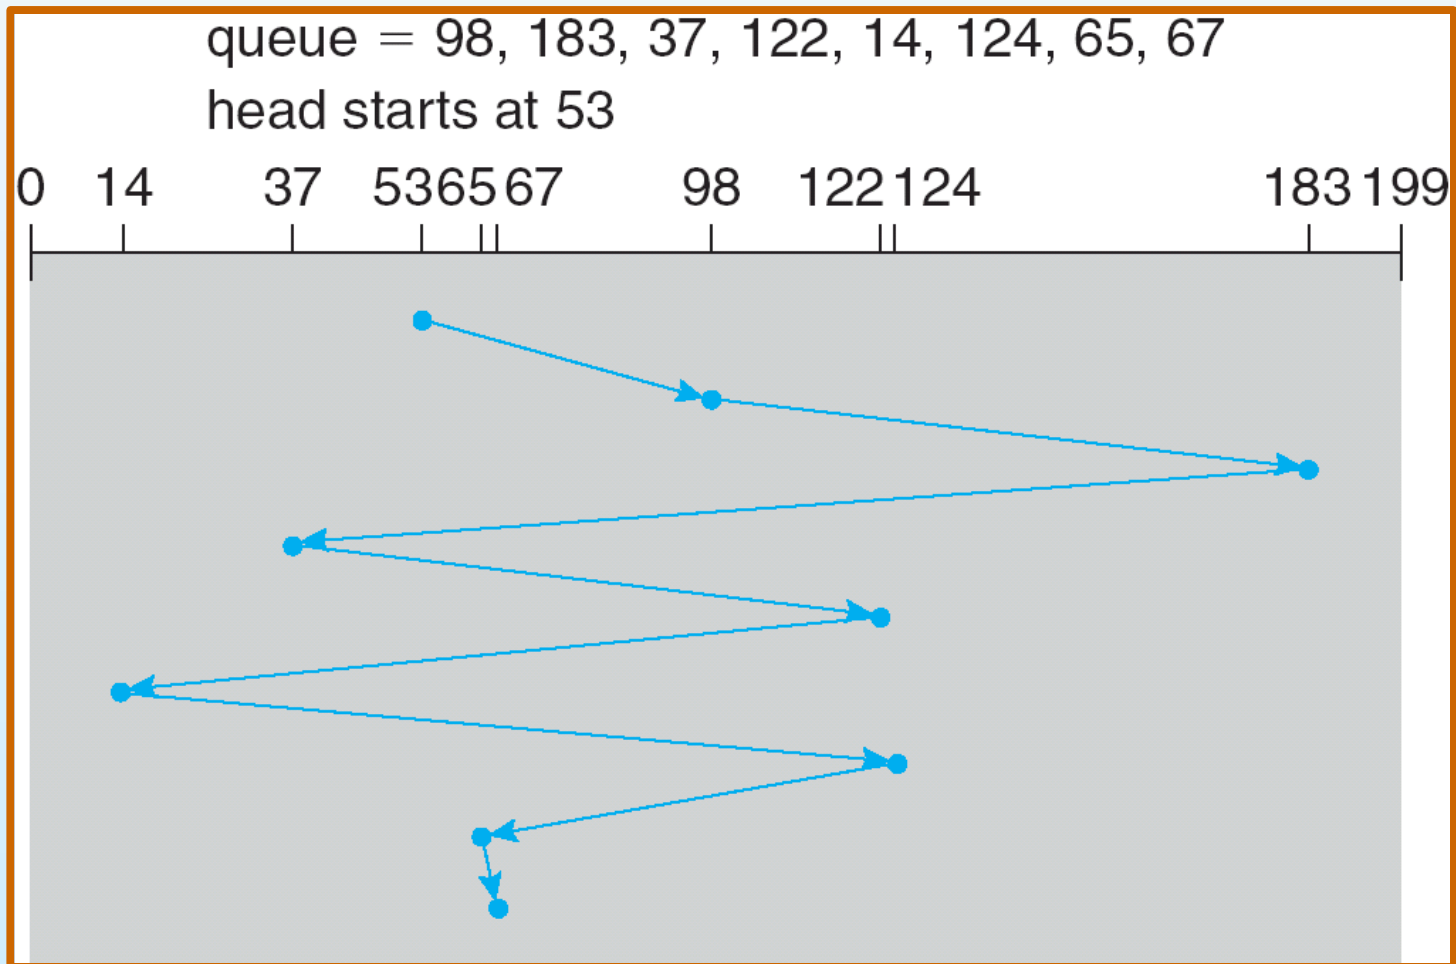 queue = 98, 183, 37, 122, 14, 124, 65, 67
head starts at 53
0 14 37 53 65 67 98 122 124 183 199